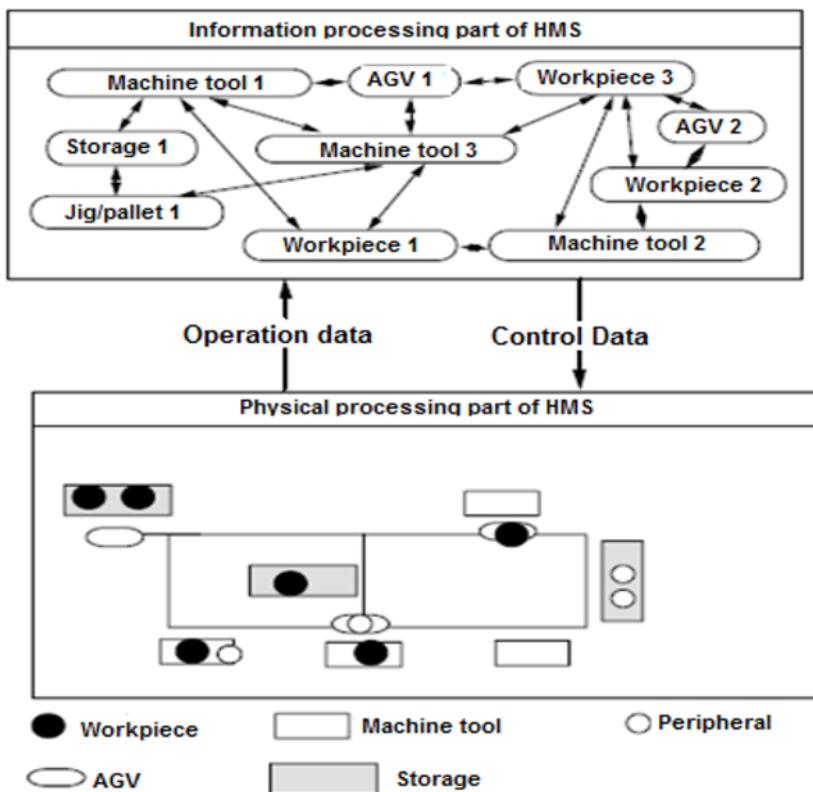 Information processing part of HMS
Machine tool 1
AGV 1
Workpiece 3
AGV 2
Storage 1
Machine tool 3
Workpiece 2
Jig/pallet 1
Workpiece 1
Machine tool 2
Operation data
Control Data
Physical processing part of HMS
Workpiece
Machine tool
Peripheral
AGV
Storage